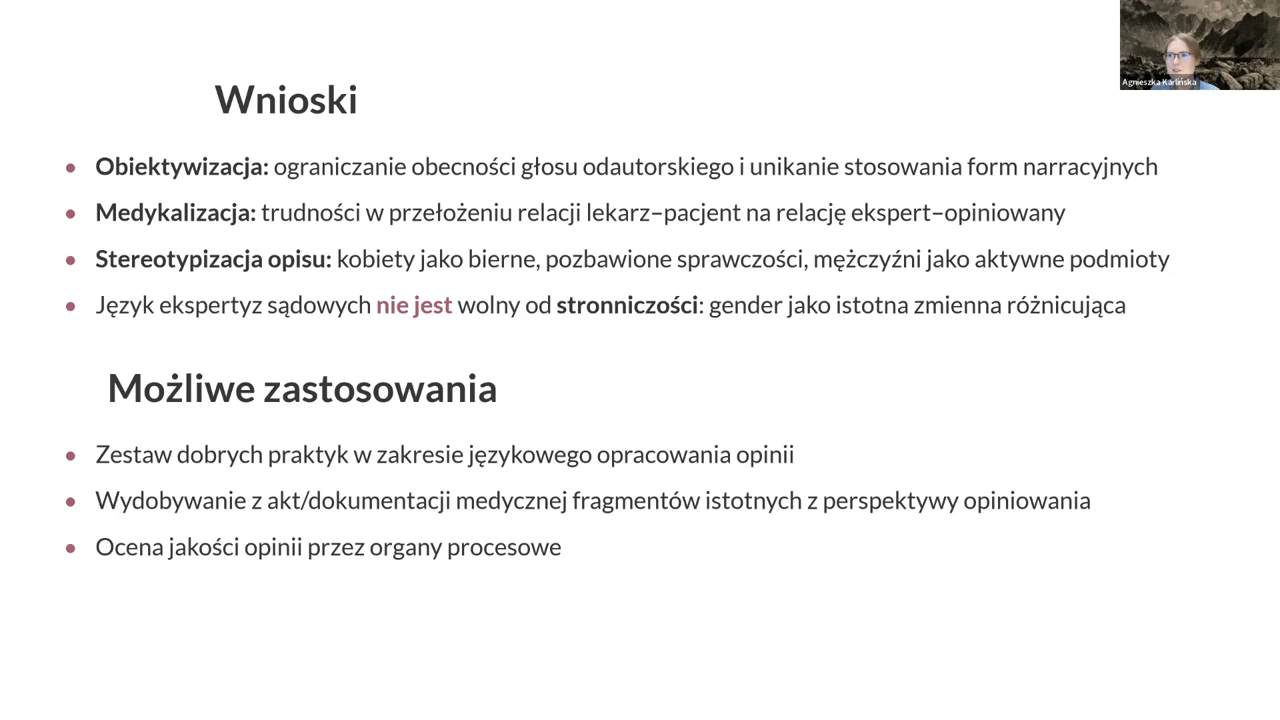 Agnieszka Karlińska
Wnioski
• Obiektywizacja: ograniczanie obecności głosu odautorskiego i unikanie stosowania form narracyjnych
• Medykalizacja: trudności w przełożeniu relacji lekarz–pacjent na relację ekspert–opiniowany
• Stereotypizacja opisu: kobiety jako bierne, pozbawione sprawczości, mężczyźni jako aktywne podmioty
• Język ekspertyz sądowych nie jest wolny od stronniczości: gender jako istotna zmienna różnicująca
Możliwe zastosowania
• Zestaw dobrych praktyk w zakresie językowego opracowania opinii
• Wydobywanie z akt/dokumentacji medycznej fragmentów istotnych z perspektywy opiniowania
• Ocena jakości opinii przez organy procesowe